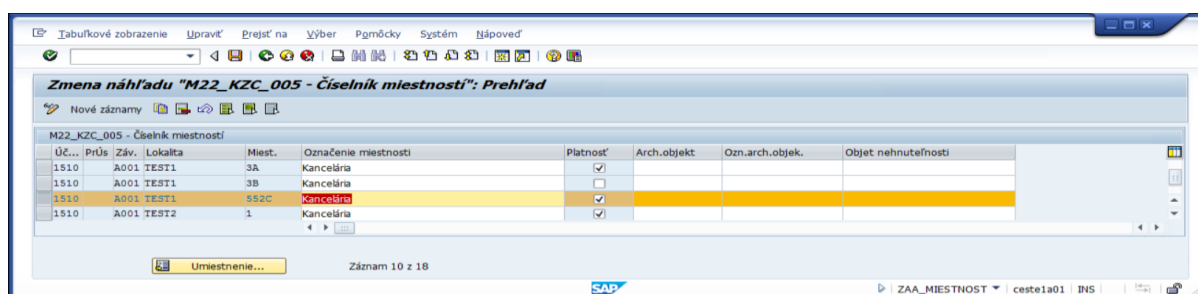 Tabuľkové zobrazenie Upraviť Prejsť na Výber Pomôcky Systém Nápoveď
Zmena náhľadu "M22_KZC_005 - Číselník miestností": Prehľad
Nové záznamy
M22_KZC_005 - Číselník miestností
Úč... PrÚs Záv. Lokalita Miest. Označenie miestnosti Platnosť Arch.objekt Ozn.arch.objek. Objet nehnuteľnosti
1510 A001 TEST1 3A Kancelária
1510 A001 TEST1 3B Kancelária
1510 A001 TEST1 552C Kancelária
1510 A001 TEST2 1 Kancelária
Umiestnenie... Záznam 10 z 18
SAP ZAA_MIESTNOST ceste1a01 INS